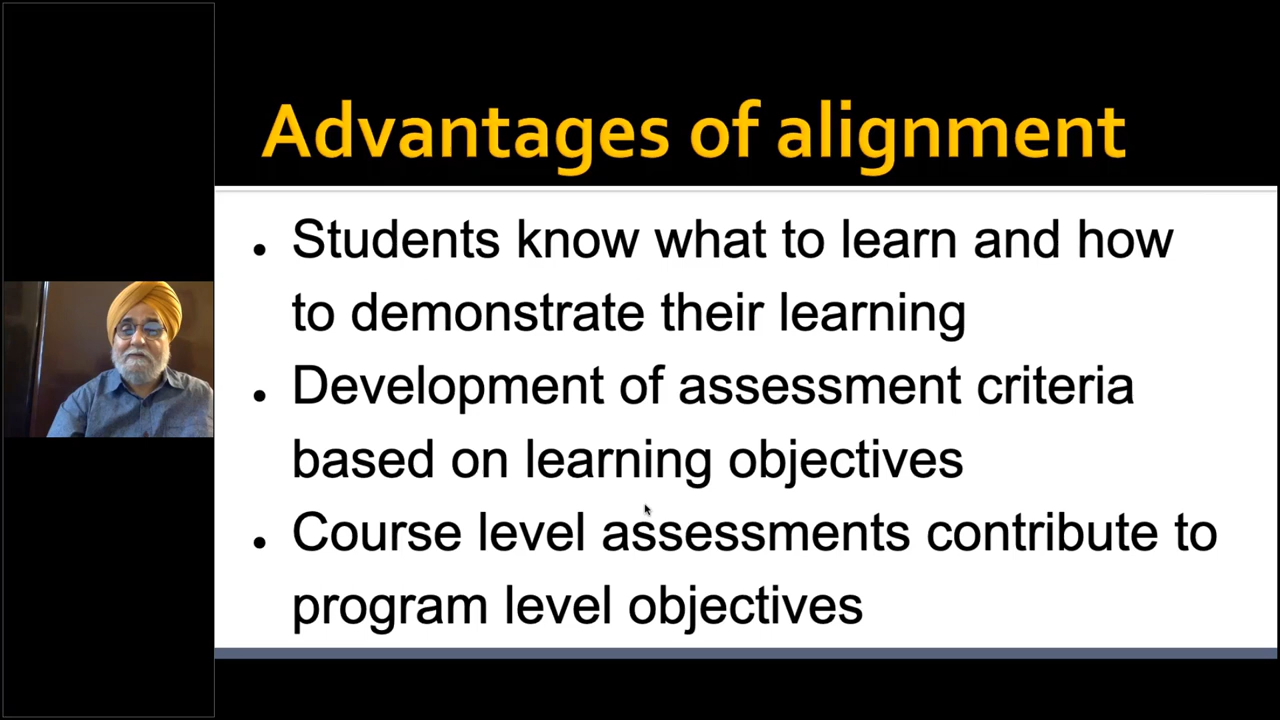 Advantages of alignment
• Students know what to learn and how
to demonstrate their learning
• Development of assessment criteria
based on learning objectives
• Course level assessments contribute to
program level objectives